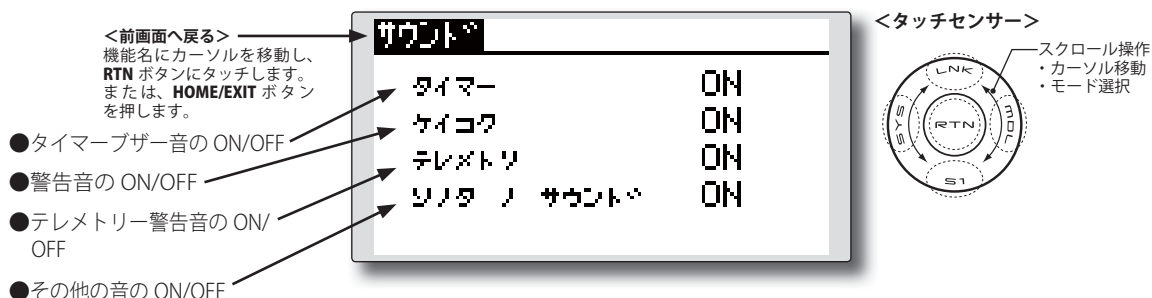 ＜前画面へ戻る＞
機能名にカーソルを移動し、
RTN ボタンにタッチします。
または、HOME/EXIT ボタン
を押します。
●タイマーブザー音の ON/OFF
●警告音の ON/OFF
●テレメトリー警告音の ON/
OFF
●その他の音の ON/OFF
サウンドﾞ
タイマー ON
ケイコク ON
テレメトリ ON
ソノタ ノ サウンドﾞ ON
＜タッチセンサー＞
スクロール操作
・カーソル移動
・モード選択
LNK
SYS
RTN
MDL
S1